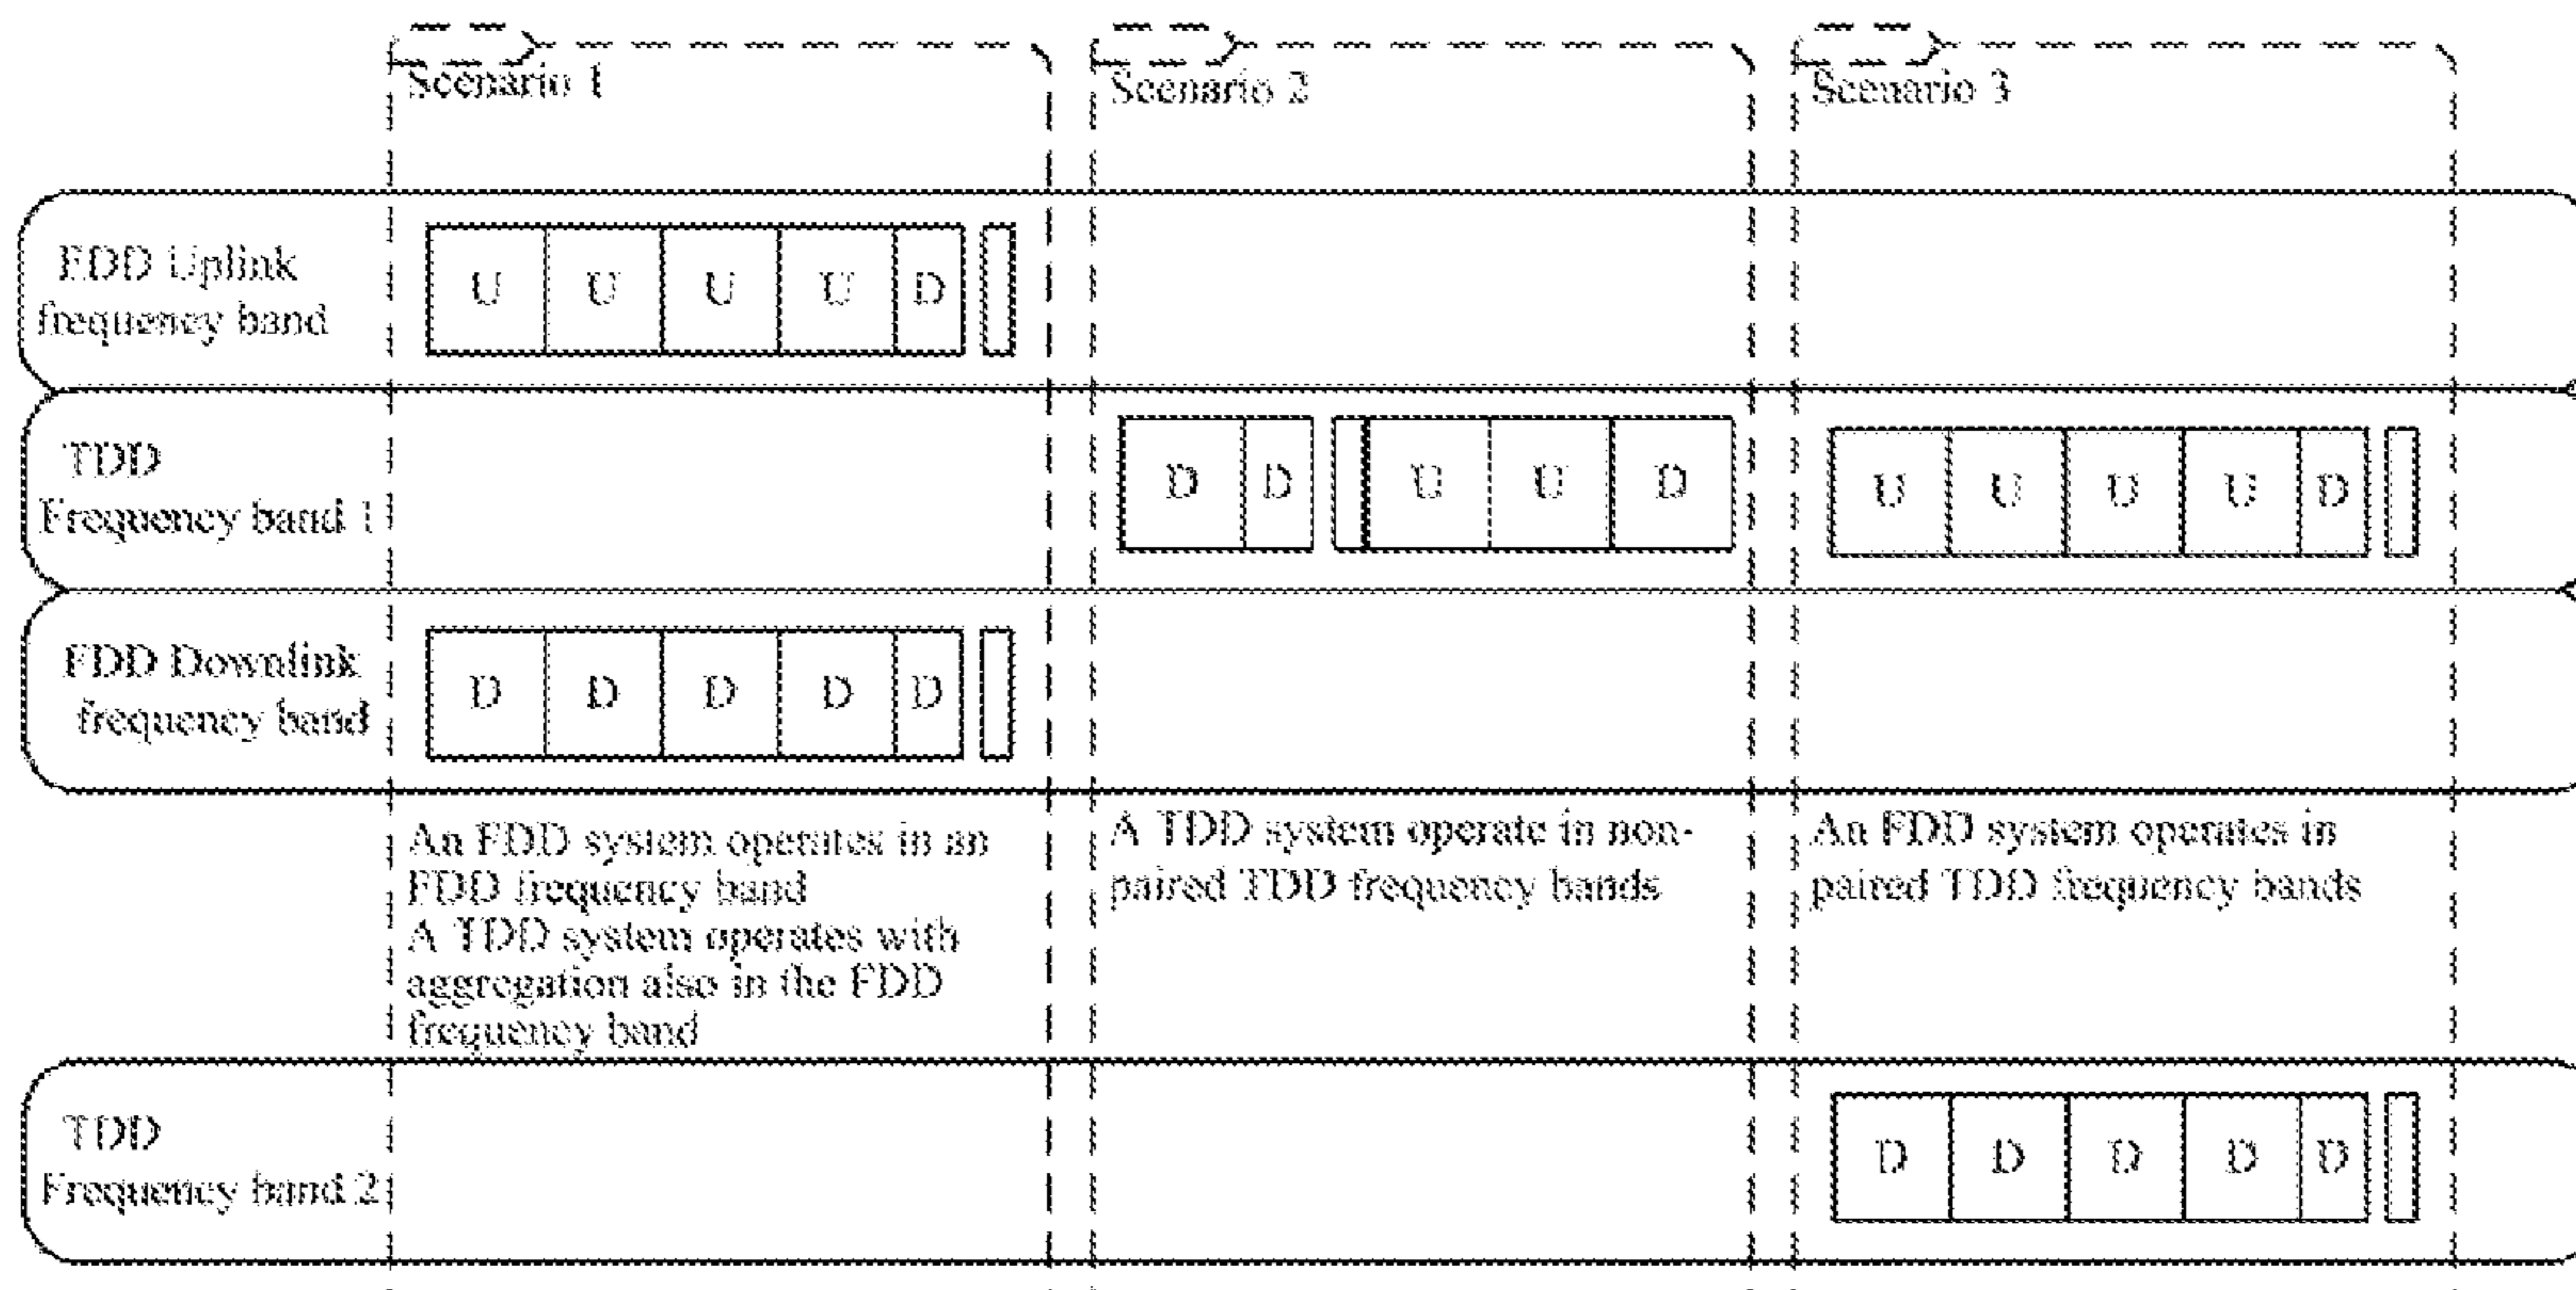 Scenario 1
Scenario 2
Scenario 3
FDD Uplink
frequency band
U U U U D
TDD
Frequency band 1
D D U U D
U U U U D
FDD Downlink
frequency band
D D D D D
An FDD system operates in an
FDD frequency band
A TDD system operates with
aggregation also in the FDD
frequency band
A TDD system operate in non-
paired TDD frequency bands
An FDD system operates in
paired TDD frequency bands
TDD
Frequency band 2
D D D D D